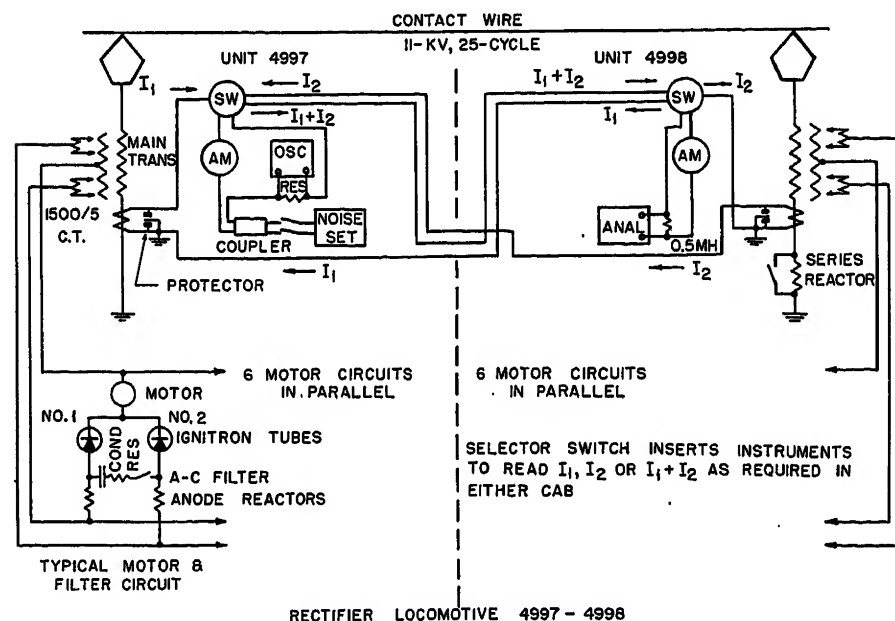 CONTACT WIRE
11-KV, 25-CYCLE
UNIT 4997
UNIT 4998
I₁
I₂
I₁+I₂
I₁+I₂
I₂
I₁
SW
SW
MAIN
TRANS
AM
OSC
RES
AM
1500/5
C.T.
COUPLER
NOISE
SET
ANAL
0.5MH
PROTECTOR
I₁
I₂
SERIES
REACTOR
6 MOTOR CIRCUITS
IN PARALLEL
6 MOTOR CIRCUITS
IN PARALLEL
MOTOR
NO.1
NO.2
IGNITRON TUBES
COND
RES
A-C FILTER
ANODE REACTORS
SELECTOR SWITCH INSERTS INSTRUMENTS
TO READ I₁, I₂ OR I₁+I₂ AS REQUIRED IN
EITHER CAB
TYPICAL MOTOR &
FILTER CIRCUIT
RECTIFIER LOCOMOTIVE 4997-4998